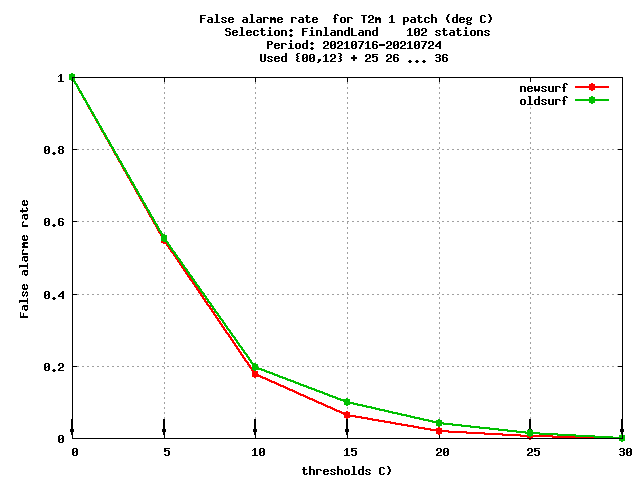 False alarme rate  for T2m 1 patch (deg C)
Selection: FinlandLand    102 stations
Period: 20210716-20210724
Used {00,12} + 25 26 ... 36
newsurf
oldsurf
1
0.8
0.6
0.4
0.2
0
False alarme rate
0 5 10 15 20 25 30
thresholds C)